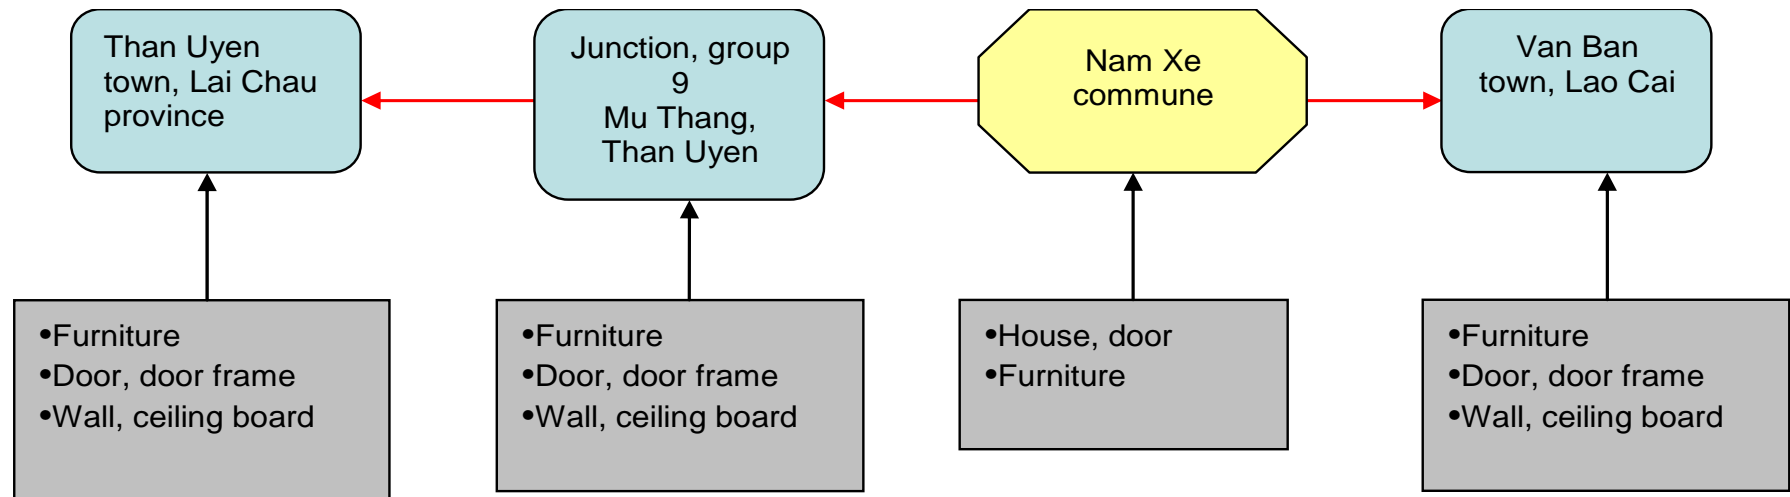 Than Uyen
town, Lai Chau
province
Junction, group
9
Mu Thang,
Than Uyen
Nam Xe
commune
Van Ban
town, Lao Cai
•Furniture
•Door, door frame
•Wall, ceiling board
•Furniture
•Door, door frame
•Wall, ceiling board
•House, door
•Furniture
•Furniture
•Door, door frame
•Wall, ceiling board